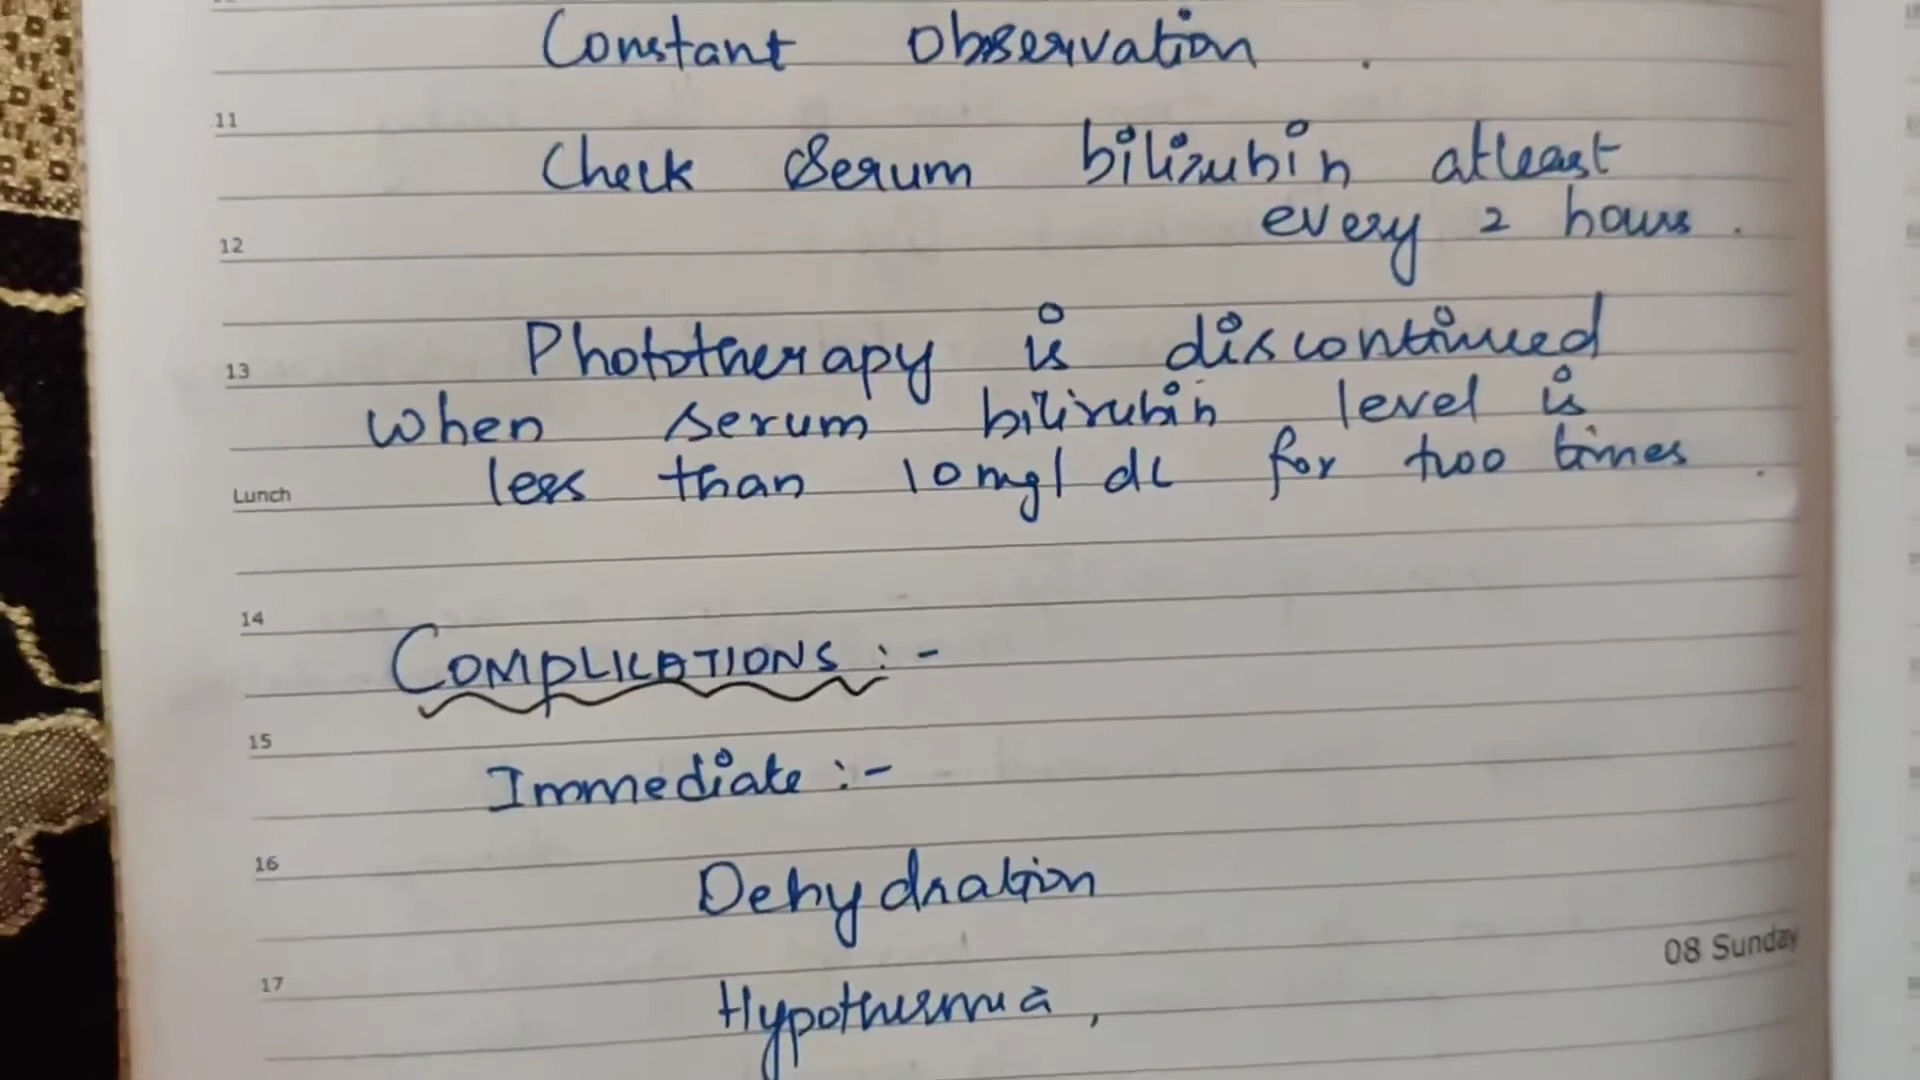 Constant Observation .
11
Check Serum bilirubin atleast
every 2 hours .
12
Phototherapy is discontinued
13
when serum bilirubin level is
less than 10mg/dl for two times .
Lunch
14
COMPLICATIONS :-
15
Immediate :-
16
Dehydration
08 Sunday
17
Hypothermia ,